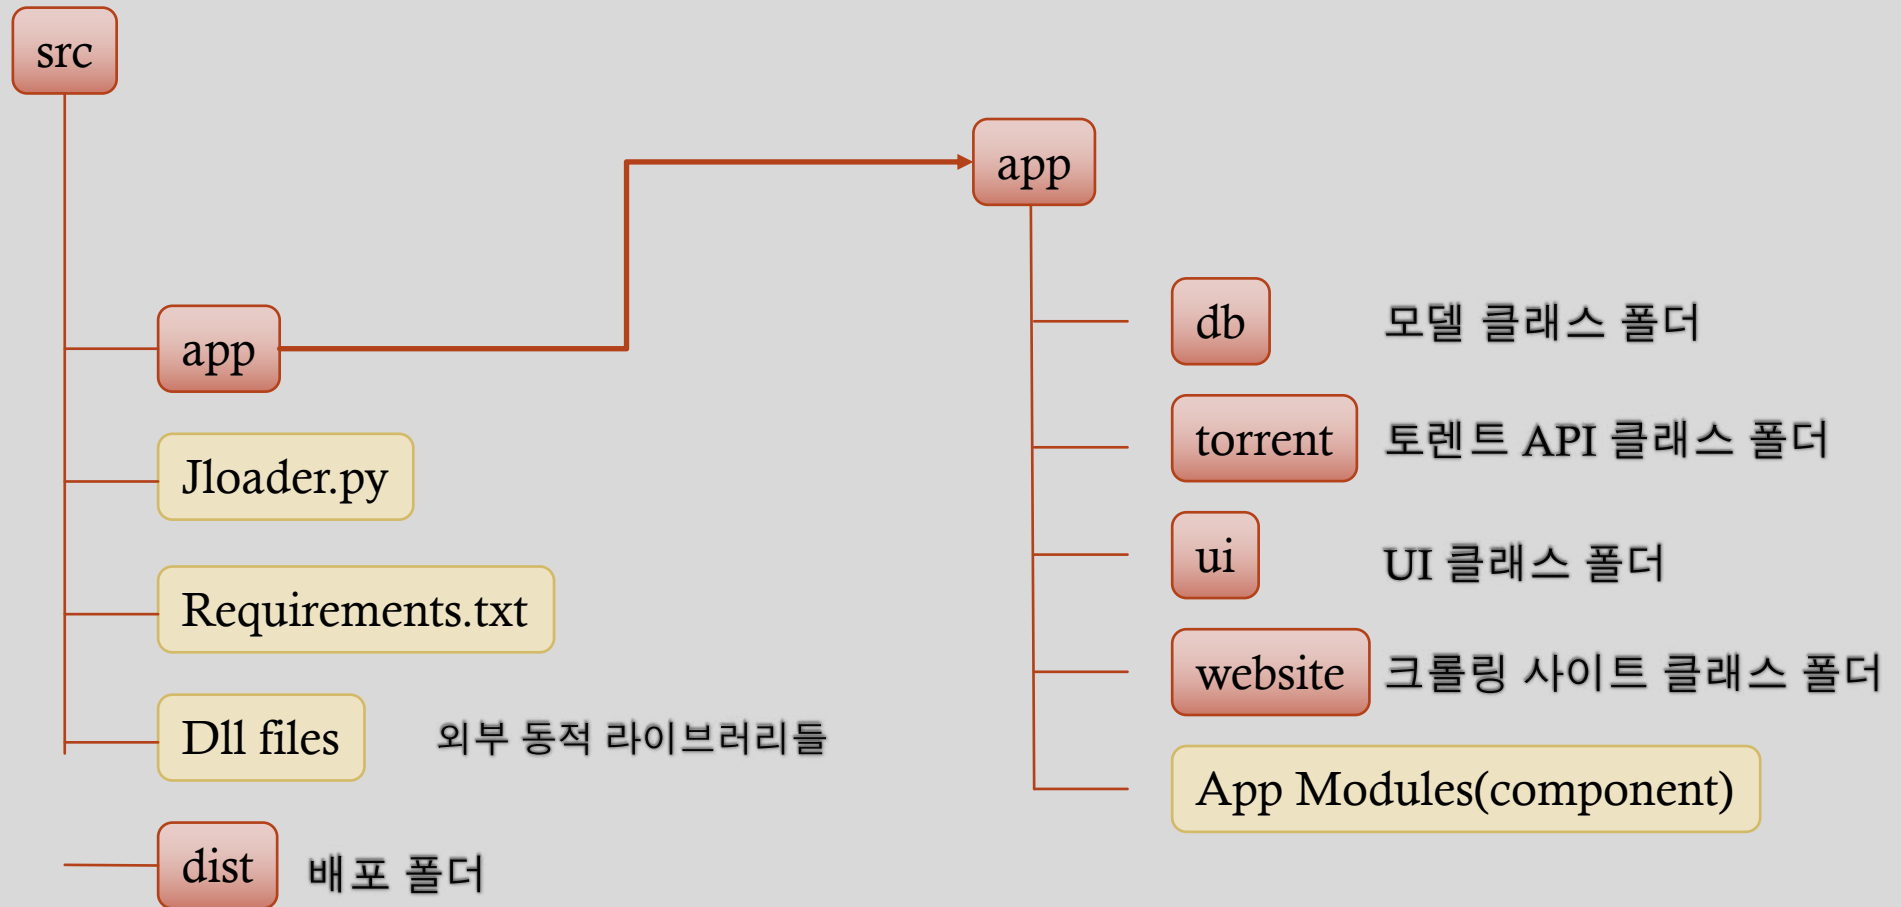 src
app
Jloader.py
Requirements.txt
Dll files 외부 동적 라이브러리들
dist 배포 폴더
app
db 모델 클래스 폴더
torrent 토렌트 API 클래스 폴더
ui UI 클래스 폴더
website 크롤링 사이트 클래스 폴더
App Modules(component)